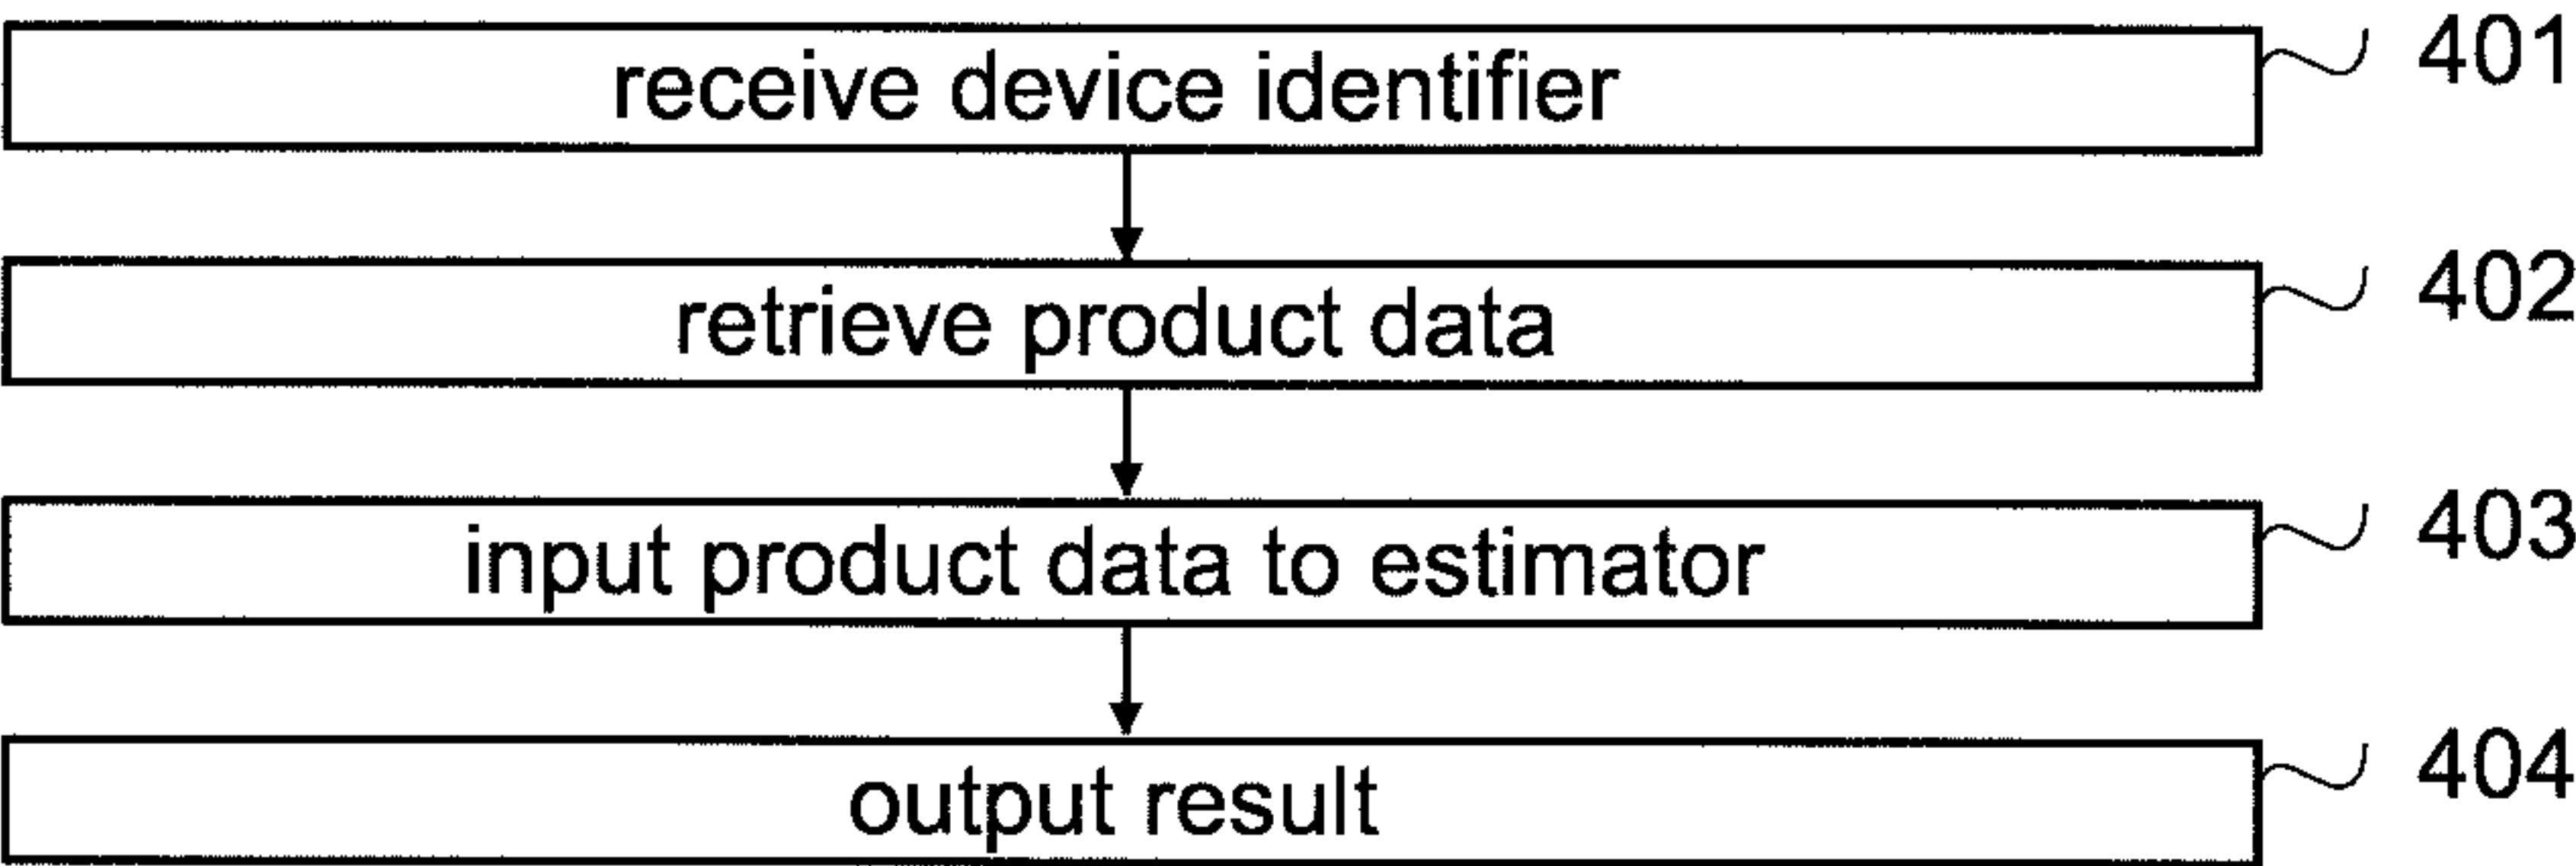 receive device identifier 401
retrieve product data 402
input product data to estimator 403
output result 404